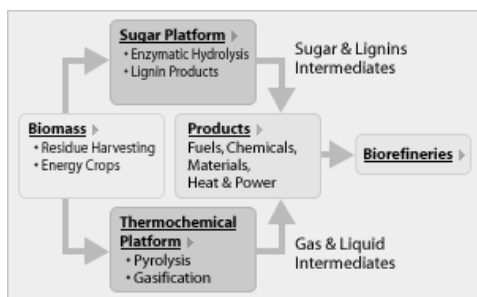 Sugar Platform
• Enzymatic Hydrolysis
• Lignin Products
Sugar & Lignins
Intermediates
Biomass
• Residue Harvesting
• Energy Crops
Products
Fuels, Chemicals,
Materials,
Heat & Power
Biorefineries
Thermochemical
Platform
• Pyrolysis
• Gasification
Gas & Liquid
Intermediates